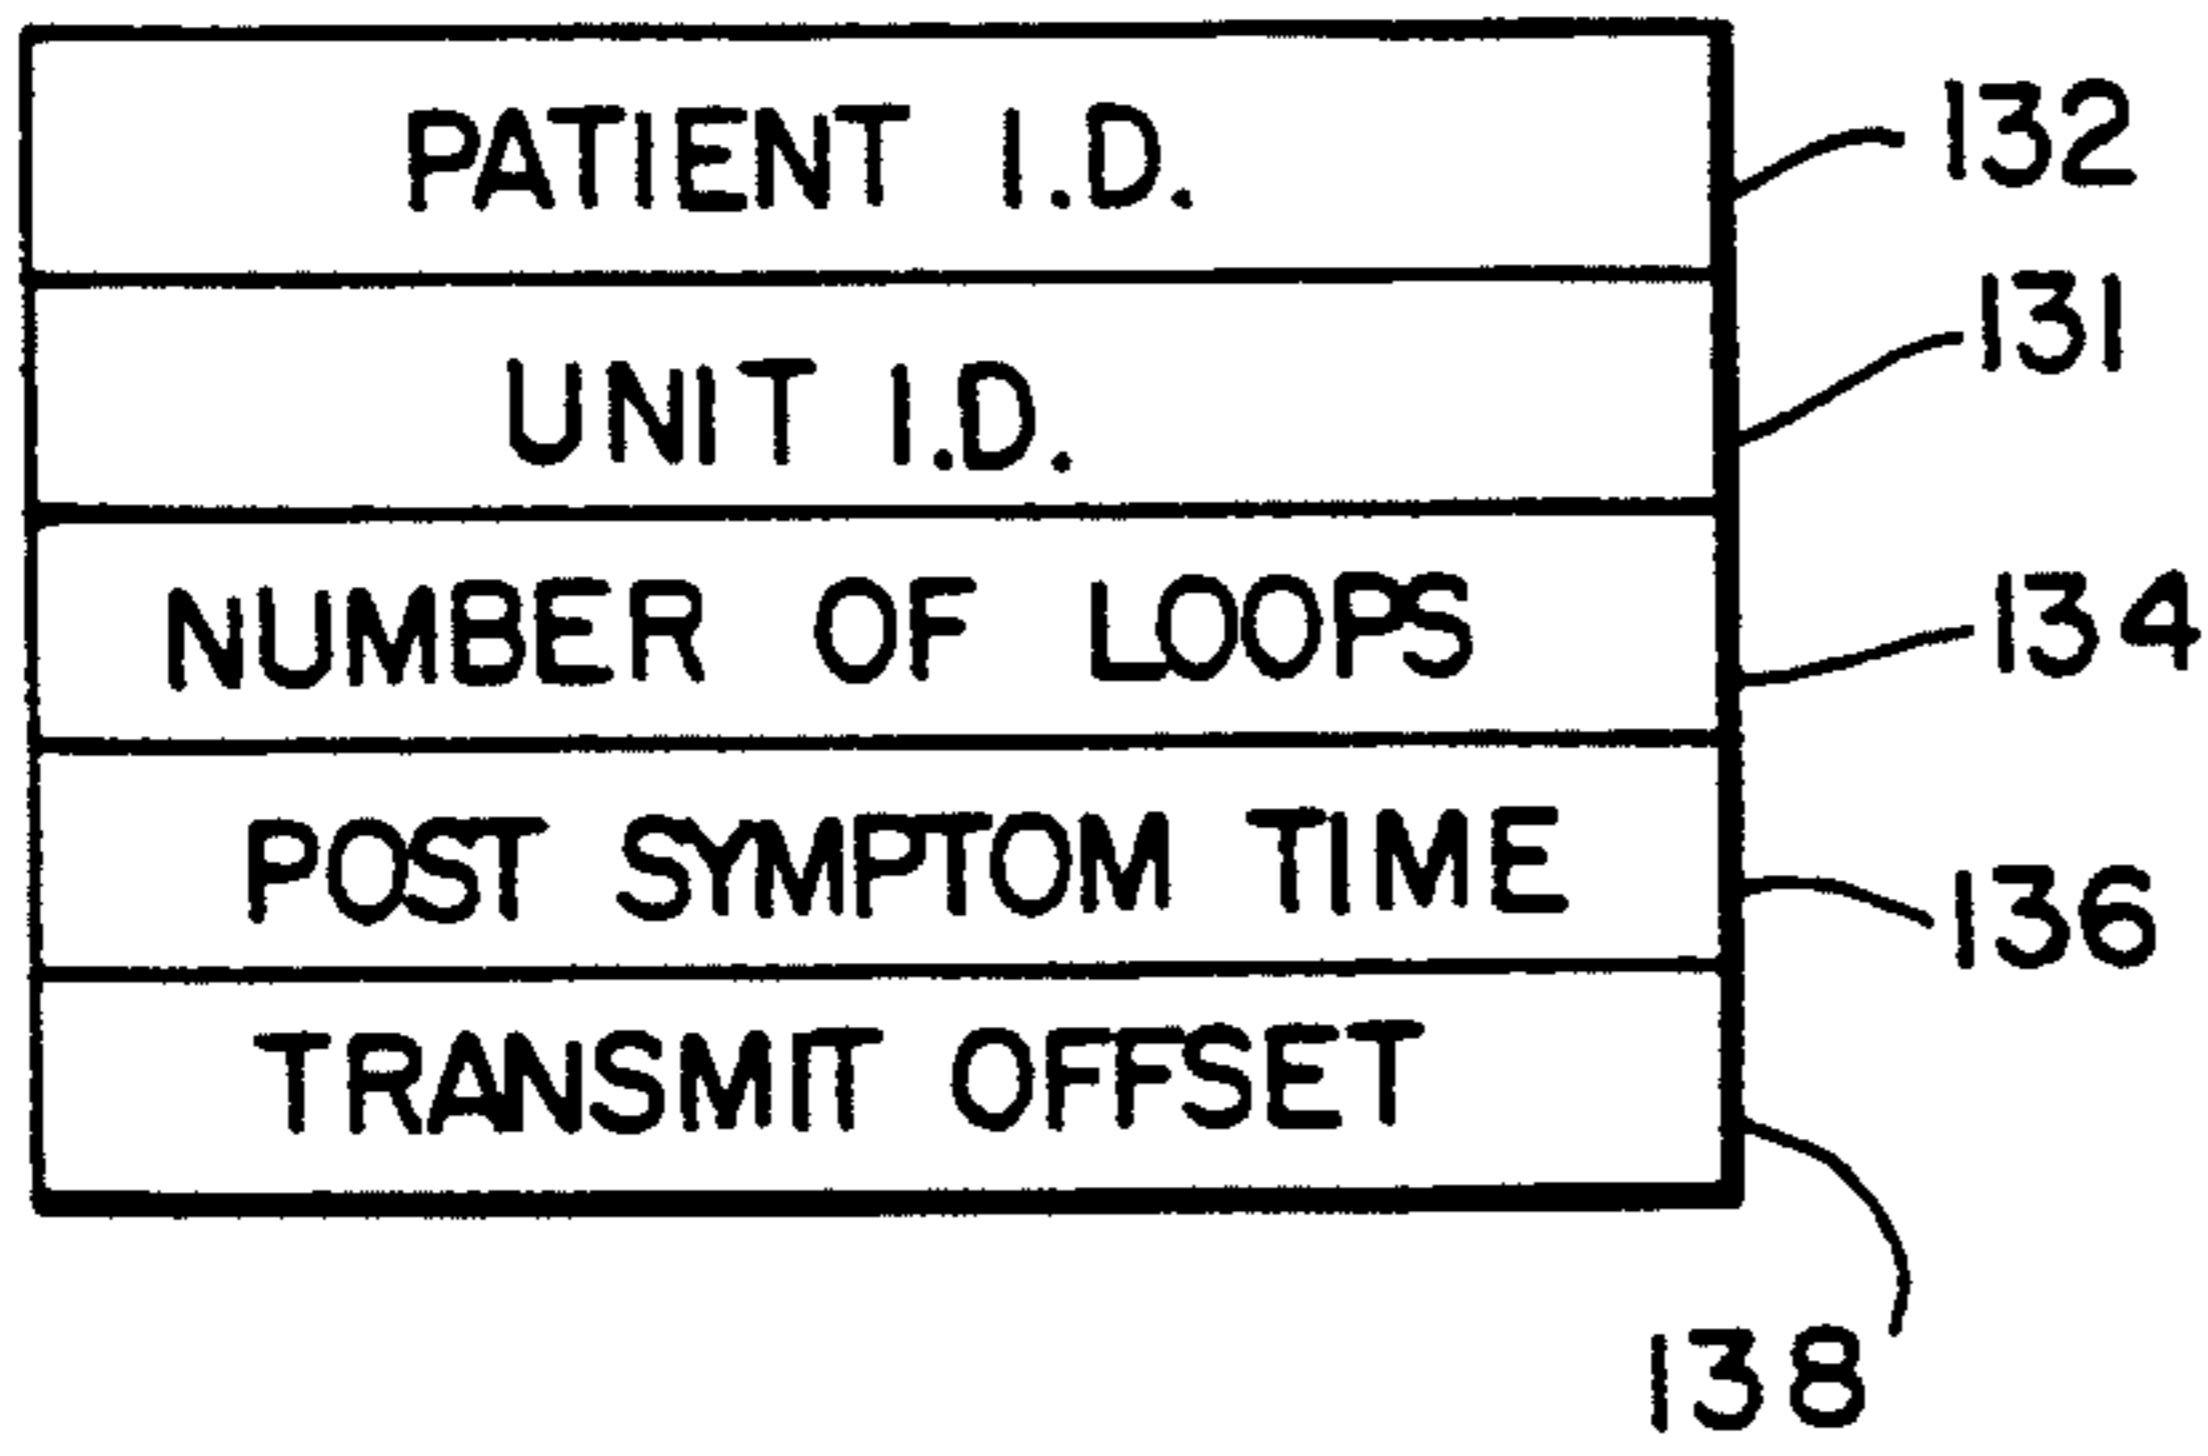 PATIENT I.D.
132
UNIT I.D.
131
NUMBER OF LOOPS
134
POST SYMPTOM TIME
136
TRANSMIT OFFSET
138